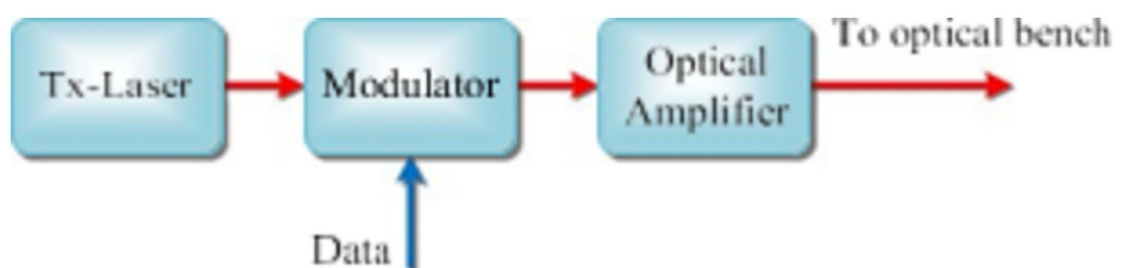 Tx-Laser
Modulator
Optical
Amplifier
To optical bench
Data